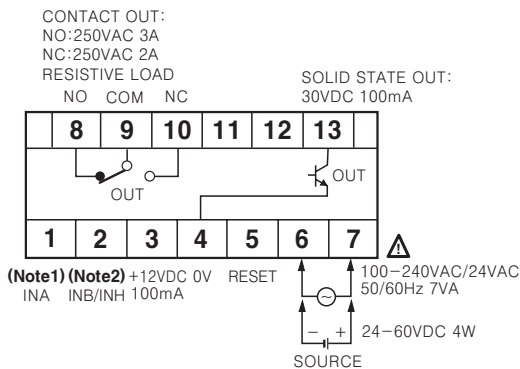 CONTACT OUT:
NO:250VAC 3A
NC:250VAC 2A
RESISTIVE LOAD
SOLID STATE OUT:
30VDC 100mA
NO COM NC
8 9 10 11 12 13
OUT
OUT
1 2 3 4 5 6 7
(Note1) (Note2) +12VDC 0V RESET
INA INB/INH 100mA
100-240VAC/24VAC
50/60Hz 7VA
~
- + 24-60VDC 4W
SOURCE